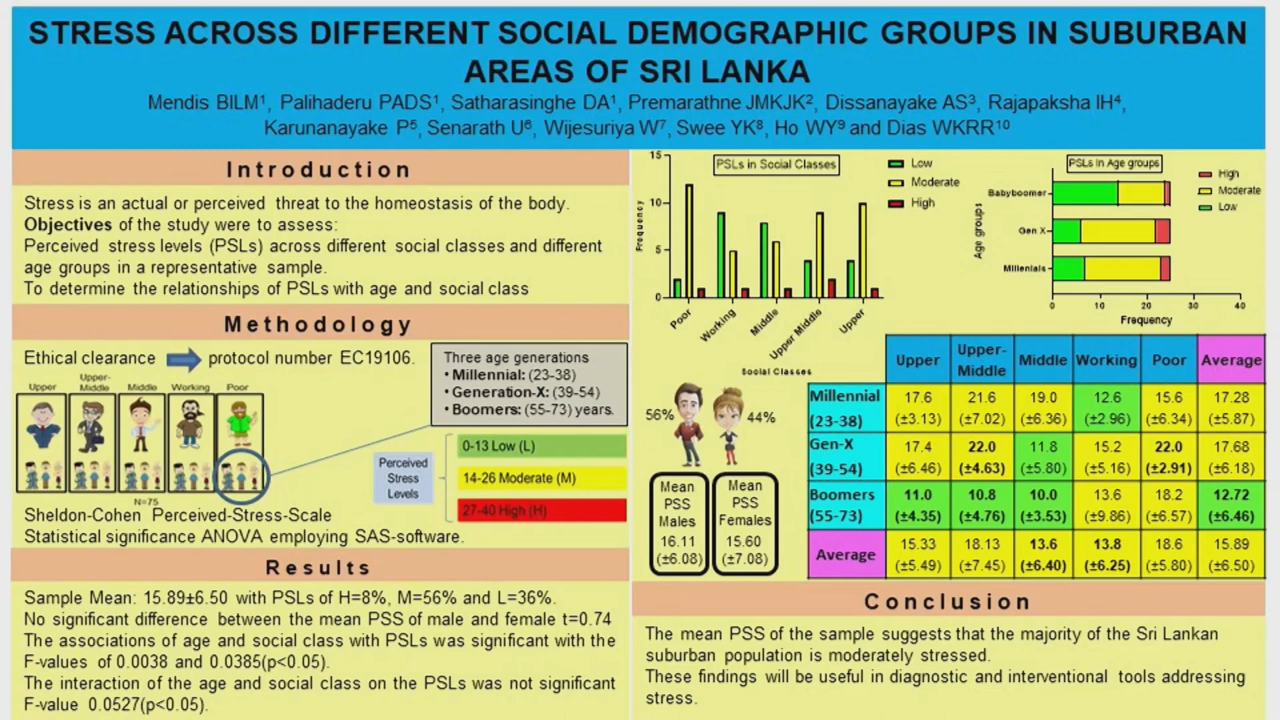 STRESS ACROSS DIFFERENT SOCIAL DEMOGRAPHIC GROUPS IN SUBURBAN
AREAS OF SRI LANKA
Mendis BILM¹, Palihaderu PADS¹, Satharasinghe DA¹, Premarathne JMKJK², Dissanayake AS³, Rajapaksha IH⁴,
Karunanayake P⁵, Senarath U⁶, Wijesuriya W⁷, Swee YK⁸, Ho WY⁹ and Dias WKRR¹⁰
Introduction
Stress is an actual or perceived threat to the homeostasis of the body.
Objectives of the study were to assess:
Perceived stress levels (PSLs) across different social classes and different
age groups in a representative sample.
To determine the relationships of PSLs with age and social class
Methodology
Ethical clearance protocol number EC19106.
Upper
Upper-
Middle
Middle
Working
Poor
N=75
Three age generations
• Millennial: (23-38)
• Generation-X: (39-54)
• Boomers: (55-73) years.
Perceived
Stress
Levels
0-13 Low (L)
14-26 Moderate (M)
27-40 High (H)
Sheldon-Cohen Perceived-Stress-Scale
Statistical significance ANOVA employing SAS-software.
Results
Sample Mean: 15.89±6.50 with PSLs of H=8%, M=56% and L=36%.
No significant difference between the mean PSS of male and female t=0.74
The associations of age and social class with PSLs was significant with the
F-values of 0.0038 and 0.0385(p<0.05).
The interaction of the age and social class on the PSLs was not significant
F-value 0.0527(p<0.05).
PSLs in Social Classes
Low
Moderate
High
Frequency
15
10
5
0
Poor
Working
Middle
Upper Middle
Upper
Social Classes
PSLs in Age groups
High
Moderate
Low
Age groups
Babyboomer
Gen X
Millenials
0 10 20 30 40
Frequency
56%
44%
Mean
PSS
Males
16.11
(±6.08)
Mean
PSS
Females
15.60
(±7.08)
Upper Upper-Middle Middle Working Poor Average
Millennial 17.6 21.6 19.0 12.6 15.6 17.28
(23-38) (±3.13) (±7.02) (±6.36) (±2.96) (±6.34) (±5.87)
Gen-X 17.4 22.0 11.8 15.2 22.0 17.68
(39-54) (±6.46) (±4.63) (±5.80) (±5.16) (±2.91) (±6.18)
Boomers 11.0 10.8 10.0 13.6 18.2 12.72
(55-73) (±4.35) (±4.76) (±3.53) (±9.86) (±6.57) (±6.46)
Average 15.33 18.13 13.6 13.8 18.6 15.89
(±5.49) (±7.45) (±6.40) (±6.25) (±5.80) (±6.50)
Conclusion
The mean PSS of the sample suggests that the majority of the Sri Lankan
suburban population is moderately stressed.
These findings will be useful in diagnostic and interventional tools addressing
stress.